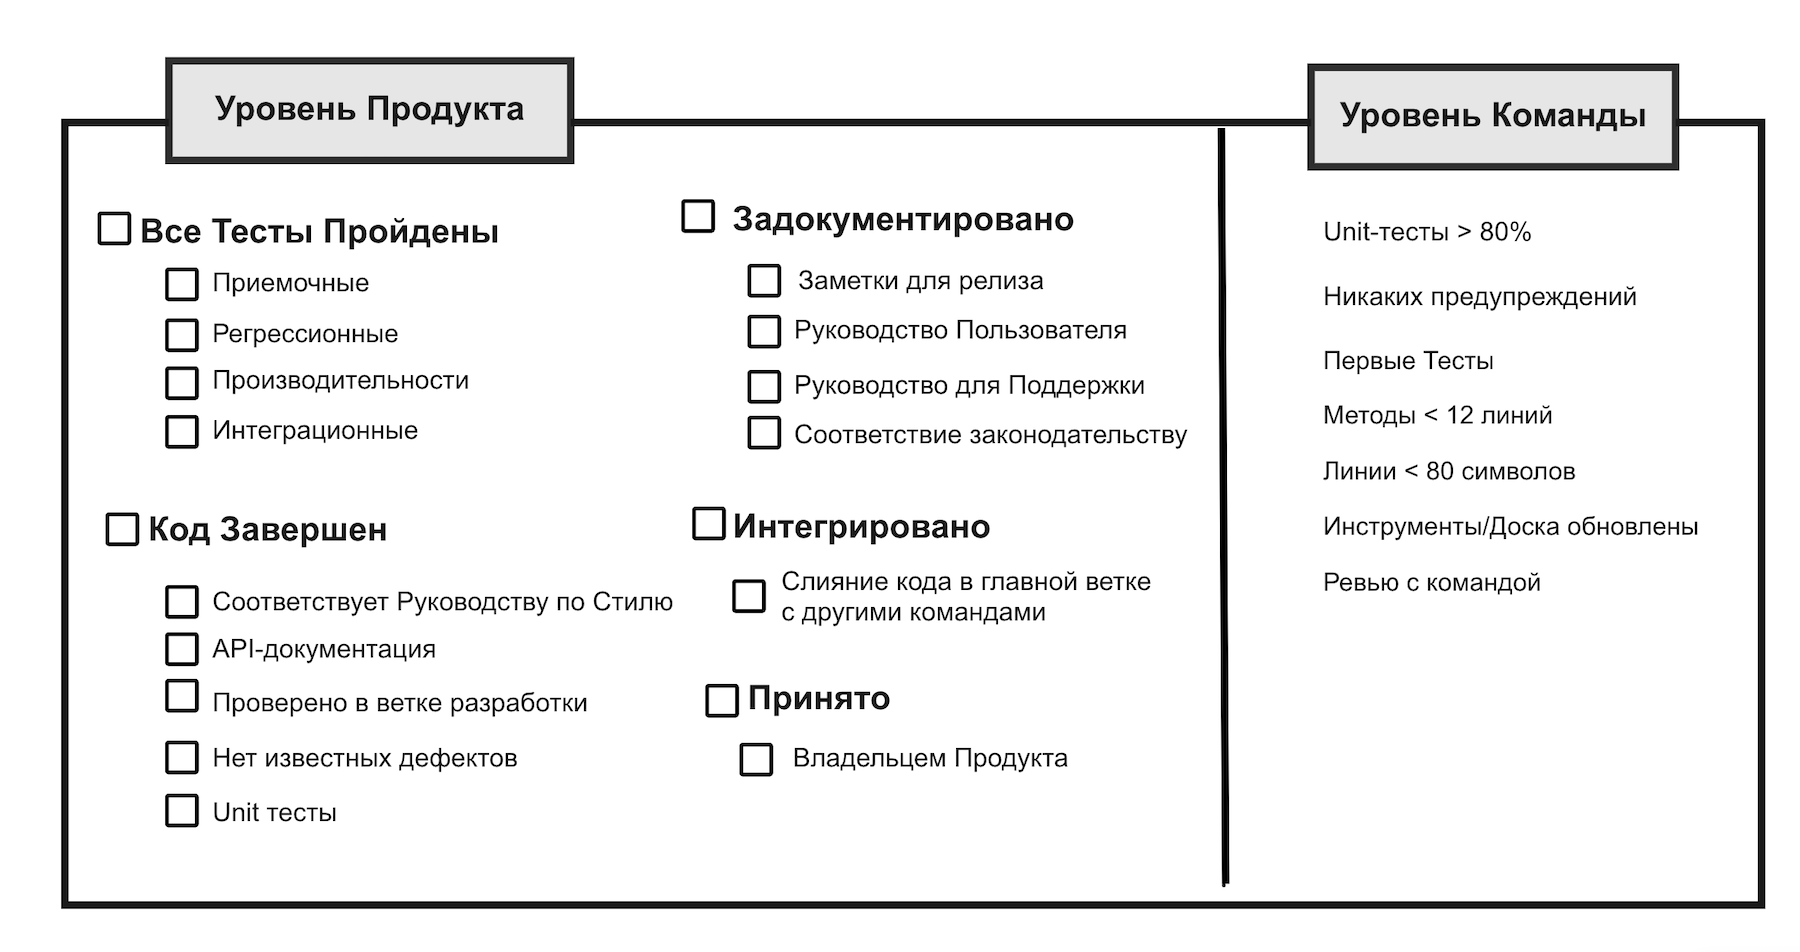 Уровень Продукта
Все Тесты Пройдены
Приемочные
Регрессионные
Производительности
Интеграционные
Код Завершен
Соответствует Руководству по Стилю
API-документация
Проверено в ветке разработки
Нет известных дефектов
Unit тесты
Задокументировано
Заметки для релиза
Руководство Пользователя
Руководство для Поддержки
Соответствие законодательству
Интегрировано
Слияние кода в главной ветке
с другими командами
Принято
Владельцем Продукта
Уровень Команды
Unit-тесты > 80%
Никаких предупреждений
Первые Тесты
Методы < 12 линий
Линии < 80 символов
Инструменты/Доска обновлены
Ревью с командой